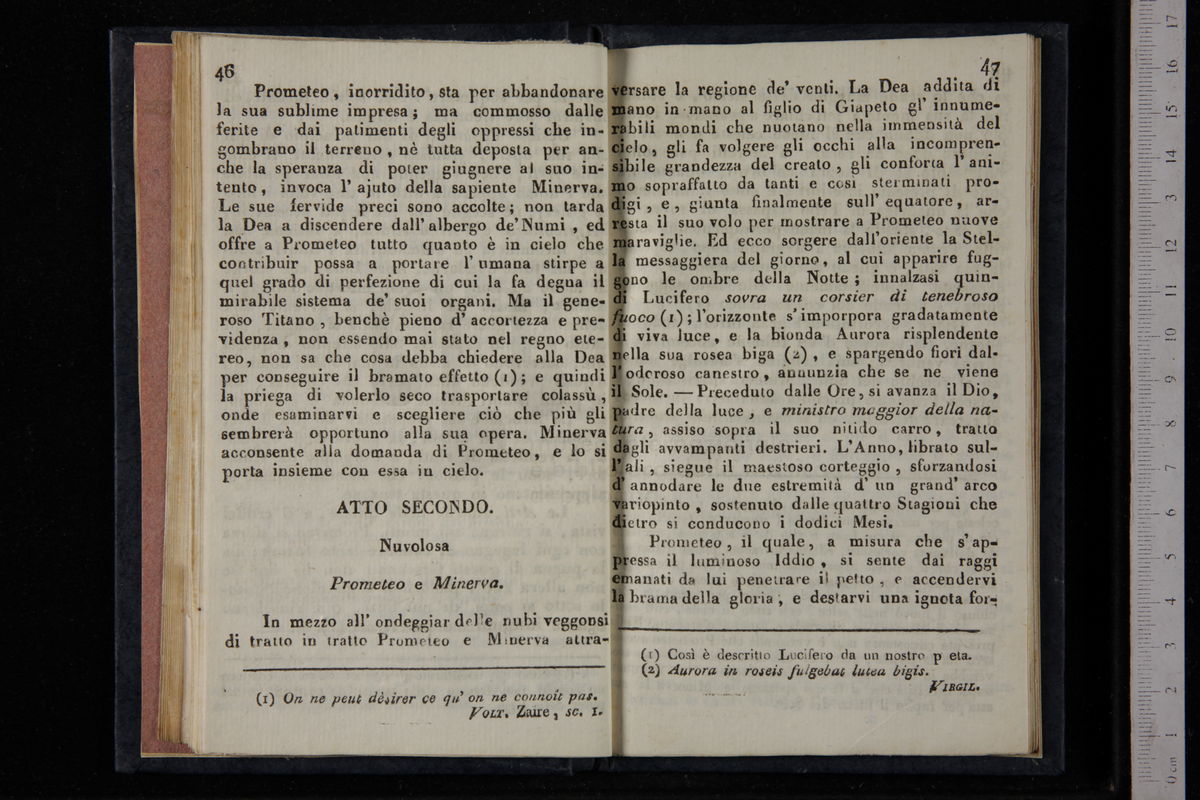 46
Prometeo, inorridito, sta per abbandonare
la sua sublime impresa; ma commosso dalle
ferite e dai patimenti degli oppressi che in-
gombrano il terreno, nè tutta deposta per an-
che la speranza di poter giugnere al suo in-
tento, invoca l' ajuto della sapiente Minerva.
Le sue fervide preci sono accolte; non tarda
la Dea a discendere dall' albergo de' Numi, ed
offre a Prometeo tutto quanto è in cielo che
contribuir possa a portare l' umana stirpe a
quel grado di perfezione di cui la fa degna il
mirabile sistema de' suoi organi. Ma il gene-
roso Titano, benchè pieno d' accortezza e pre-
videnza, non essendo mai stato nel regno ete-
reo, non sa che cosa debba chiedere alla Dea
per conseguire il bramato effetto (1); e quindi
la priega di volerlo seco trasportare colassù,
onde esaminarvi e scegliere ciò che più gli
sembrerà opportuno alla sua opera. Minerva
acconsente alla domanda di Prometeo, e lo si
porta insieme con essa in cielo.
ATTO SECONDO.
Nuvolosa
Prometeo e Minerva.
In mezzo all' ondeggiar delle nubi veggonsi
di tratto in tratto Prometeo e Minerva attra-
(1) On ne peut dèsirer ce qu' on ne connoit pas.
VOLT. Zaire, sc. I.
47
versare la regione de' venti. La Dea addita di
mano in mano al figlio di Giapeto gl' innume-
rabili mondi che nuotano nella immensità del
cielo, gli fa volgere gli occhi alla incompren-
sibile grandezza del creato, gli conforta l' ani-
mo sopraffatto da tanti e così sterminati pro-
digi, e, giunta finalmente sull' equatore, ar-
resta il suo volo per mostrare a Prometeo nuove
maraviglie. Ed ecco sorgere dall'oriente la Stel-
la messaggiera del giorno, al cui apparire fug-
gono le ombre della Notte; innalzasi quin-
di Lucifero sovra un corsier di tenebroso
fuoco (1); l'orizzonte s' imporpora gradatamente
di viva luce, e la bionda Aurora risplendente
nella sua rosea biga (2), e spargendo fiori dal-
l' odoroso canestro, annunzia che se ne viene
il Sole. — Preceduto dalle Ore, si avanza il Dio,
padre della luce, e ministro maggior della na-
tura, assiso sopra il suo nitido carro, tratto
dagli avvampanti destrieri. L'Anno, librato sul-
l' ali, siegue il maestoso corteggio, sforzandosi
d' annodare le due estremità d' un grand' arco
variopinto, sostenuto dalle quattro Stagioni che
dietro si conducono i dodici Mesi.
Prometeo, il quale, a misura che s' ap-
pressa il luminoso Iddio, si sente dai raggi
emanati da lui penetrare il petto, e accendervi
la brama della gloria, e destarvi una ignota for-
(1) Così è descritto Lucifero da un nostro p eta.
(2) Aurora in roseis fulgebat lutea bigis.
VIRGIL.
0 cm 1 2 3 4 5 6 7 8 9 10 11 12 13 14 15 16 17